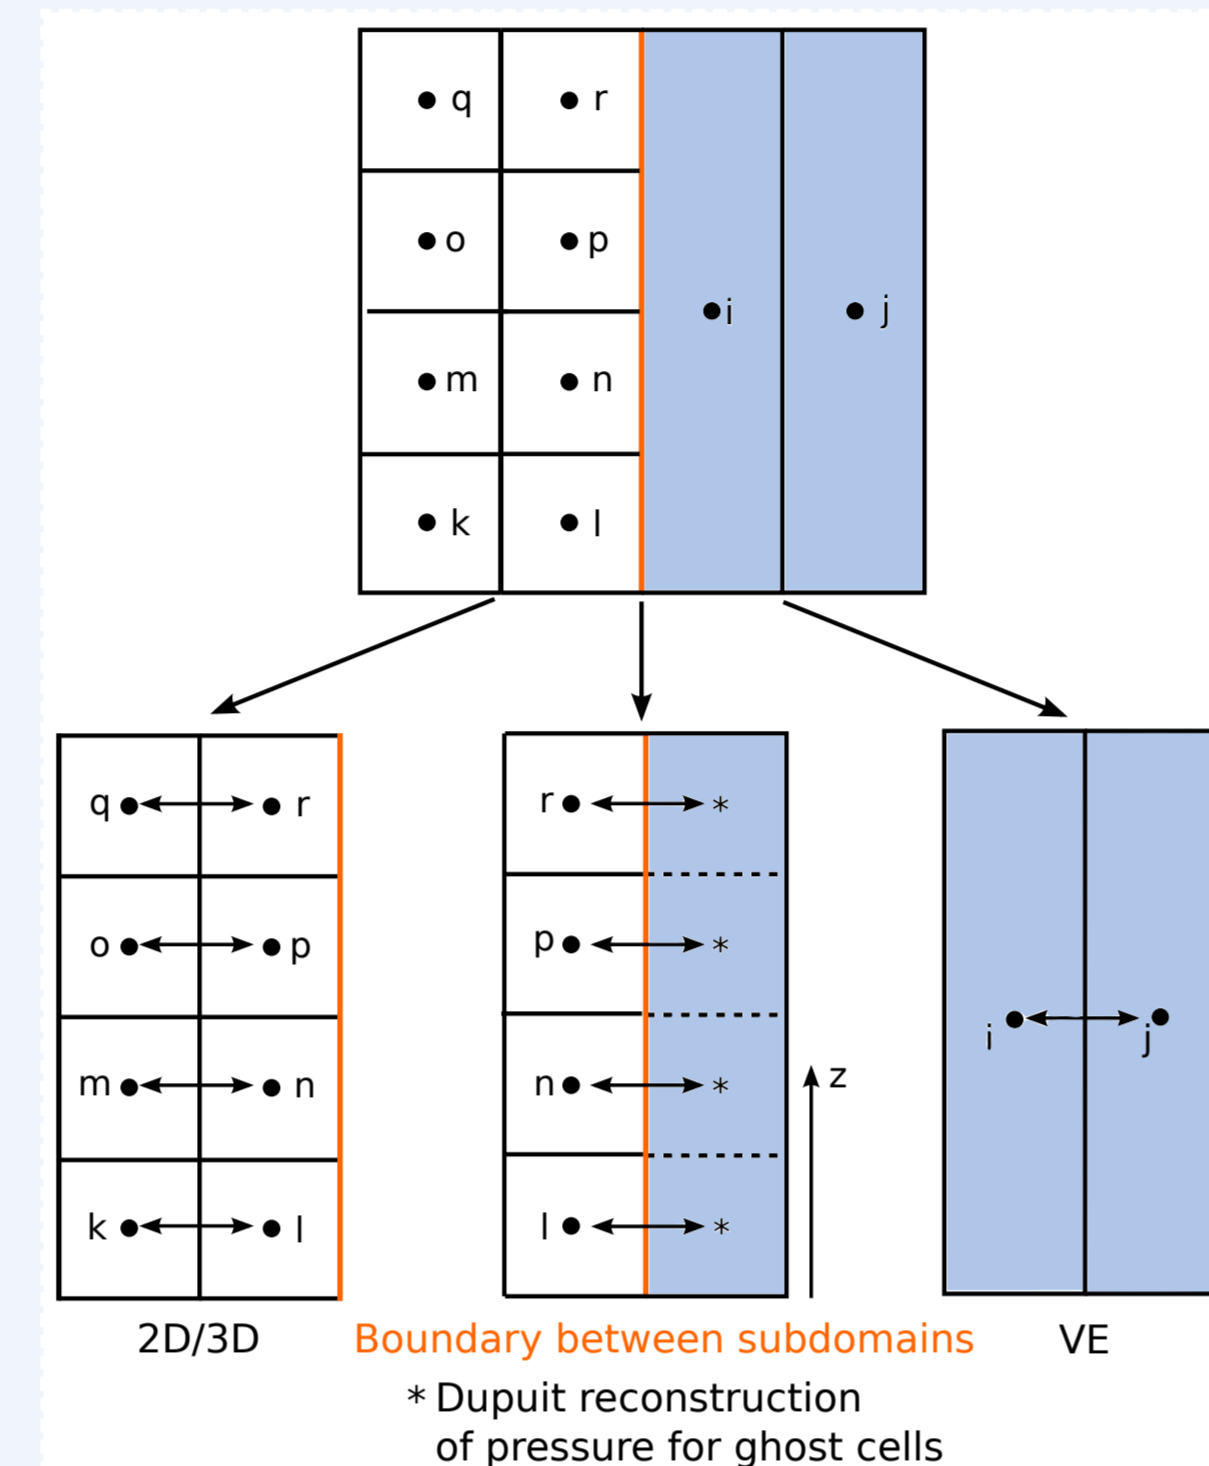 q r
o p
i j
m n
k l
q r r *
o p p *
m n n * z
i j
k l l *
2D/3D Boundary between subdomains VE
* Dupuit reconstruction
of pressure for ghost cells